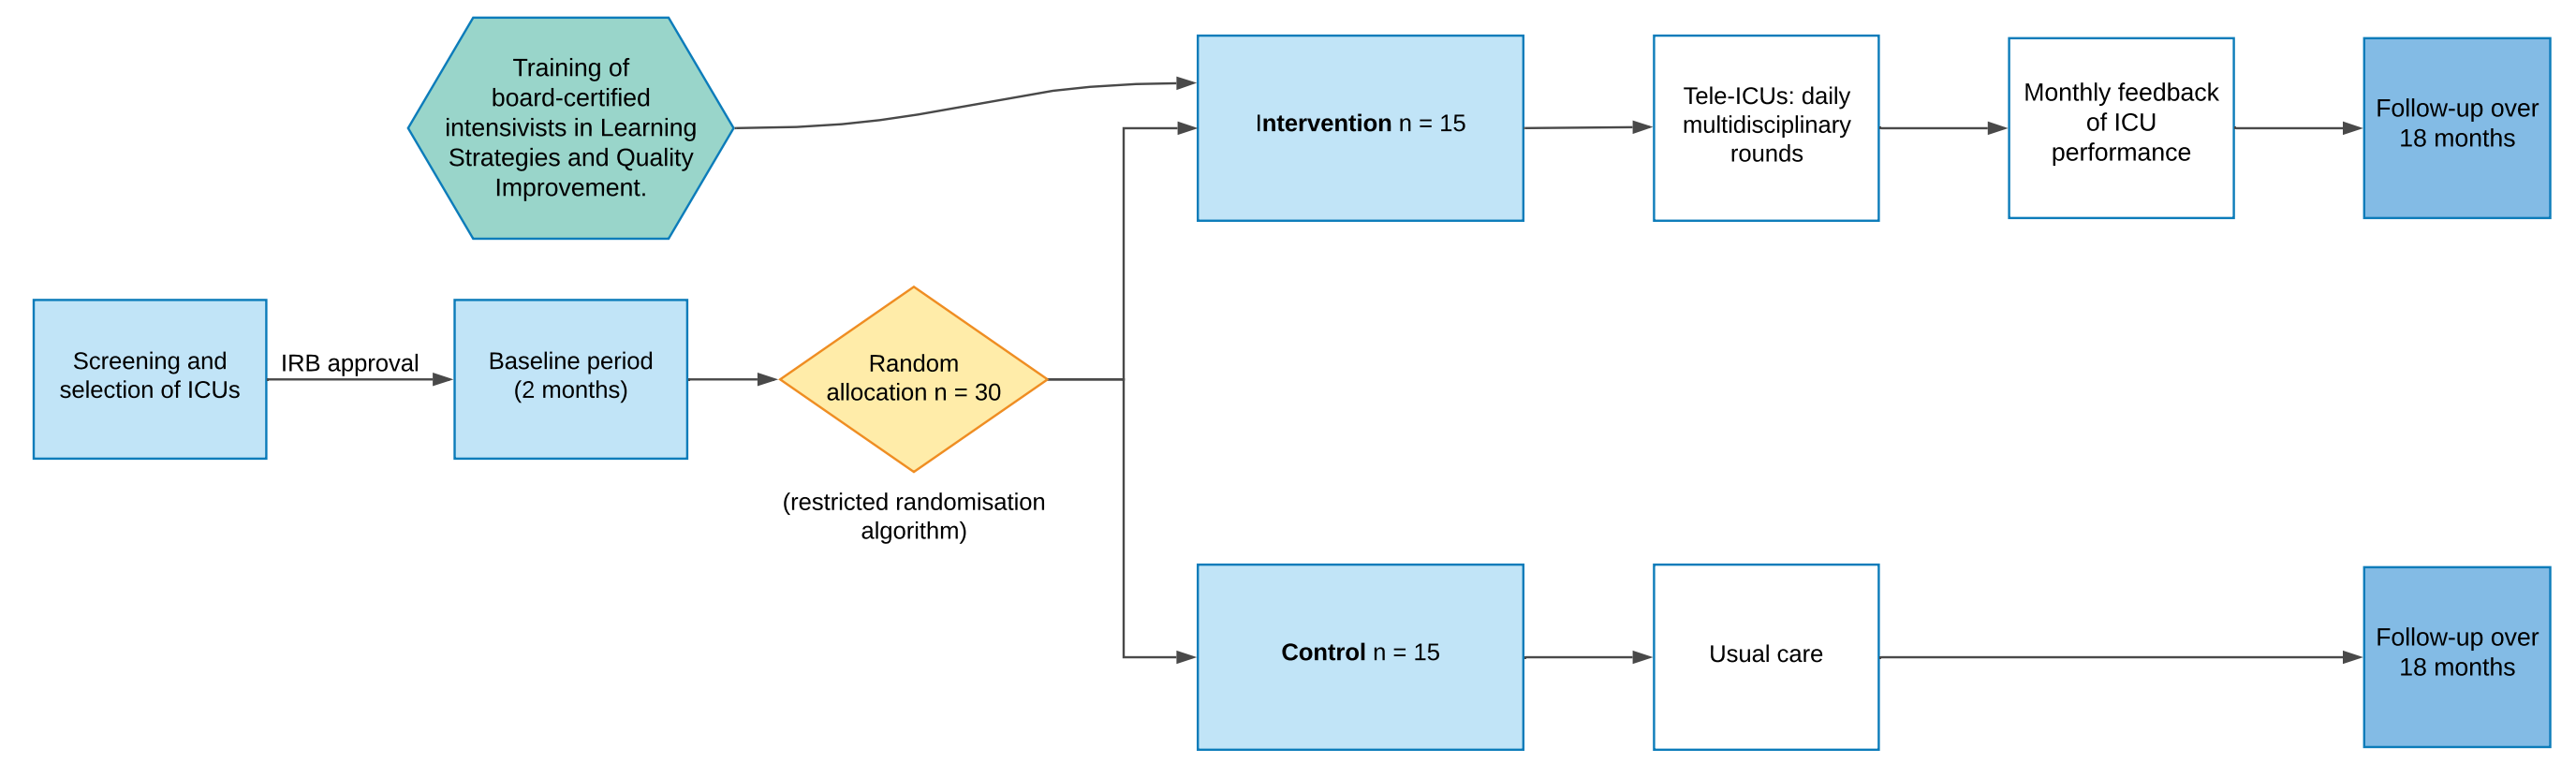 Training of
board-certified
intensivists in Learning
Strategies and Quality
Improvement.
Intervention n = 15
Tele-ICUs: daily
multidisciplinary
rounds
Monthly feedback
of ICU
performance
Follow-up over
18 months
Screening and
selection of ICUs
IRB approval
Baseline period
(2 months)
Random
allocation n = 30
(restricted randomisation
algorithm)
Control n = 15
Usual care
Follow-up over
18 months